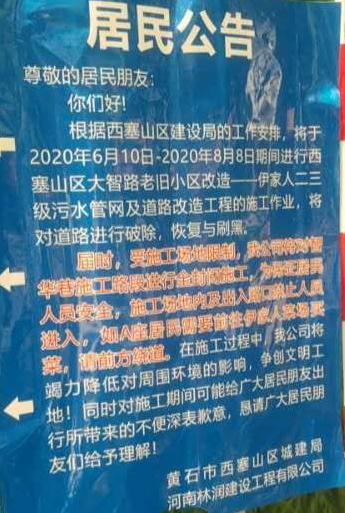 居民公告
尊敬的居民朋友:
你们好!
根据西塞山区建设局的工作安排,将于
2020年6月10日-2020年8月8日期间进行西
塞山区大智路老旧小区改造——伊家人二三
级污水管网及道路改造工程的施工作业,将
对道路进行破除,恢复与刷黑。
届时,受施工场地限制,我公司将对智
华巷施工路段进行全封闭施工,为保证居民
人员安全,施工场地内及出入路口禁止人员
进入,如A座居民需要前往伊家人卖场买
菜,请前方绕道。在施工过程中,我公司将
竭力降低对周围环境的影响,争创文明工
地!同时对施工期间可能给广大居民朋友出
行所带来的不便深表歉意,恳请广大居民朋
友们给予理解!
黄石市西塞山区城建局
河南林润建设工程有限公司